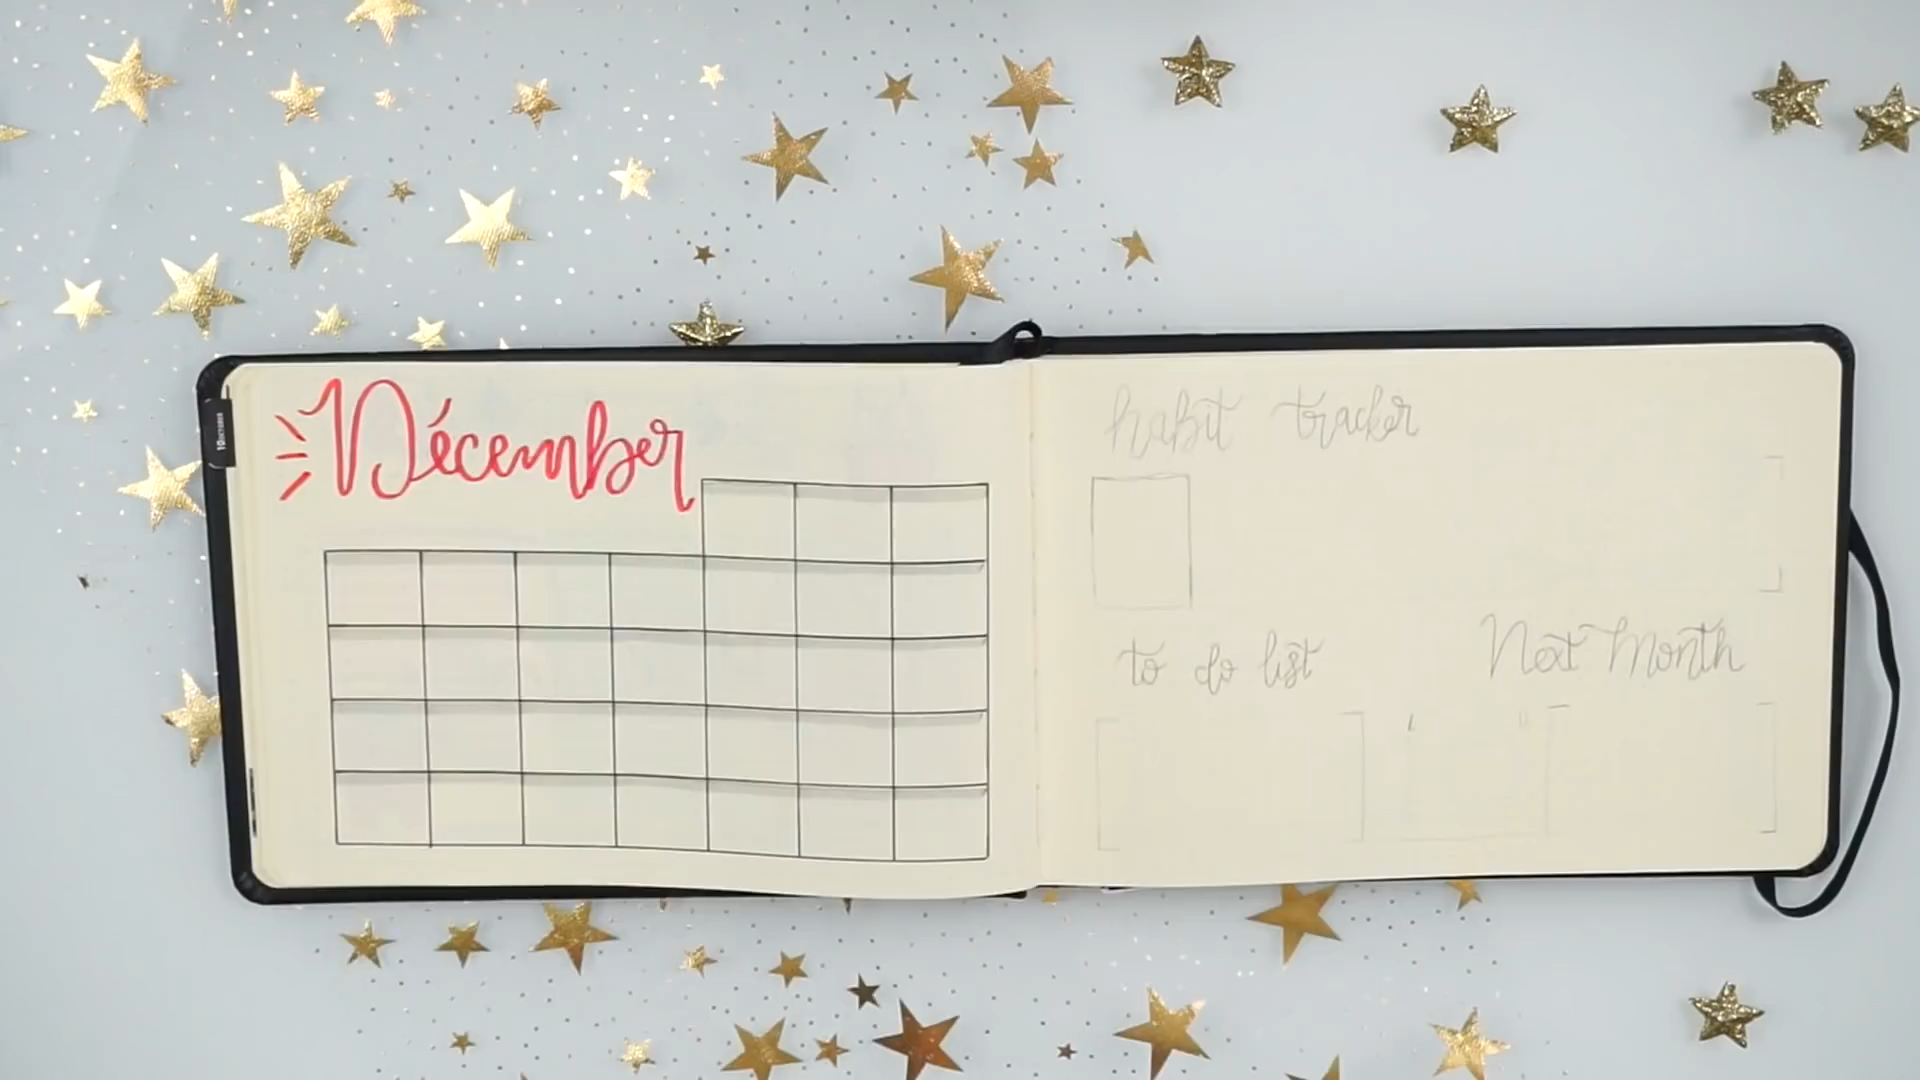 Décember
habit tracker
to do list
Next Month